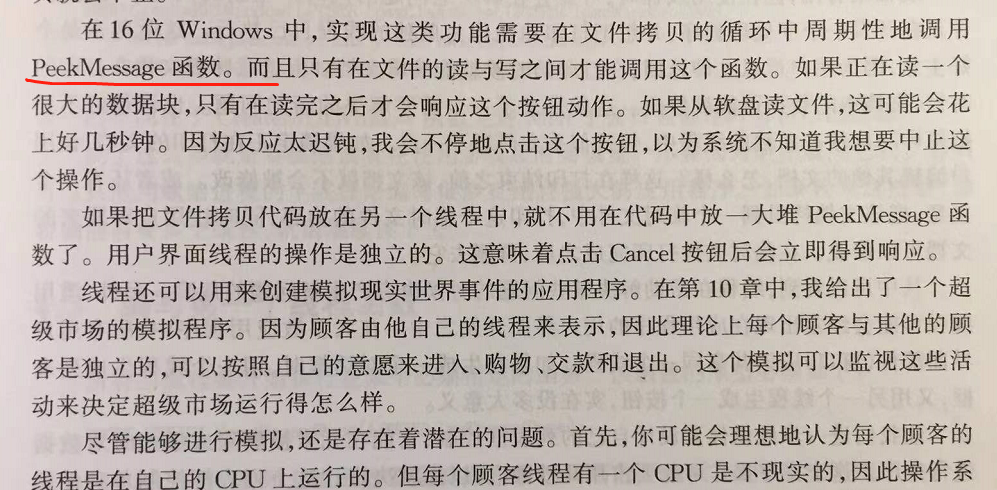 在16位 Windows 中,实现这类功能需要在文件拷贝的循环中周期性地调用
PeekMessage 函数。而且只有在文件的读与写之间才能调用这个函数。如果正在读一个
很大的数据块,只有在读完之后才会响应这个按钮动作。如果从软盘读文件,这可能会花
上好几秒钟。因为反应太迟钝,我会不停地点击这个按钮,以为系统不知道我想要中止这
个操作。
如果把文件拷贝代码放在另一个线程中,就不用在代码中放一大堆 PeekMessage 函
数了。用户界面线程的操作是独立的。这意味着点击 Cancel 按钮后会立即得到响应。
线程还可以用来创建模拟现实世界事件的应用程序。在第10章中,我给出了一个超
级市场的模拟程序。因为顾客由他自己的线程来表示,因此理论上每个顾客与其他的顾
客是独立的,可以按照自己的意愿来进入、购物、交款和退出。这个模拟可以监视这些活
动来决定超级市场运行得怎么样。
尽管能够进行模拟,还是存在着潜在的问题。首先,你可能会理想地认为每个顾客的
线程是在自己的 CPU 上运行的。但每个顾客线程有一个 CPU 是不现实的,因此操作系